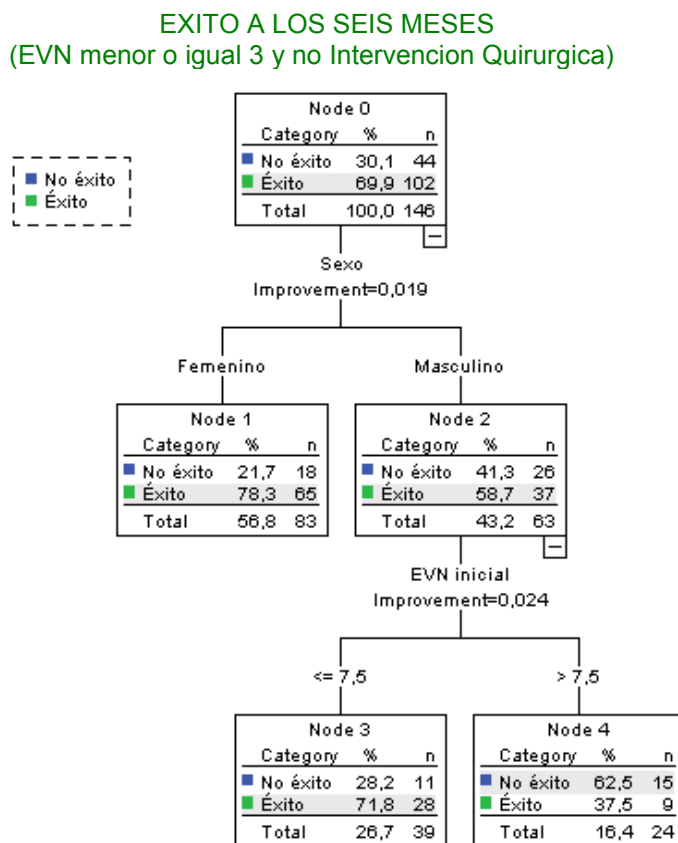 EXITO A LOS SEIS MESES
(EVN menor o igual 3 y no Intervencion Quirurgica)
No éxito
Éxito
Node 0
Category % n
No éxito 30,1 44
Éxito 69,9 102
Total 100,0 146
Sexo
Improvement=0,019
Femenino Masculino
Node 1
Category % n
No éxito 21,7 18
Éxito 78,3 65
Total 56,8 83
Node 2
Category % n
No éxito 41,3 26
Éxito 58,7 37
Total 43,2 63
EVN inicial
Improvement=0,024
<= 7,5 > 7,5
Node 3
Category % n
No éxito 28,2 11
Éxito 71,8 28
Total 26,7 39
Node 4
Category % n
No éxito 62,5 15
Éxito 37,5 9
Total 16,4 24